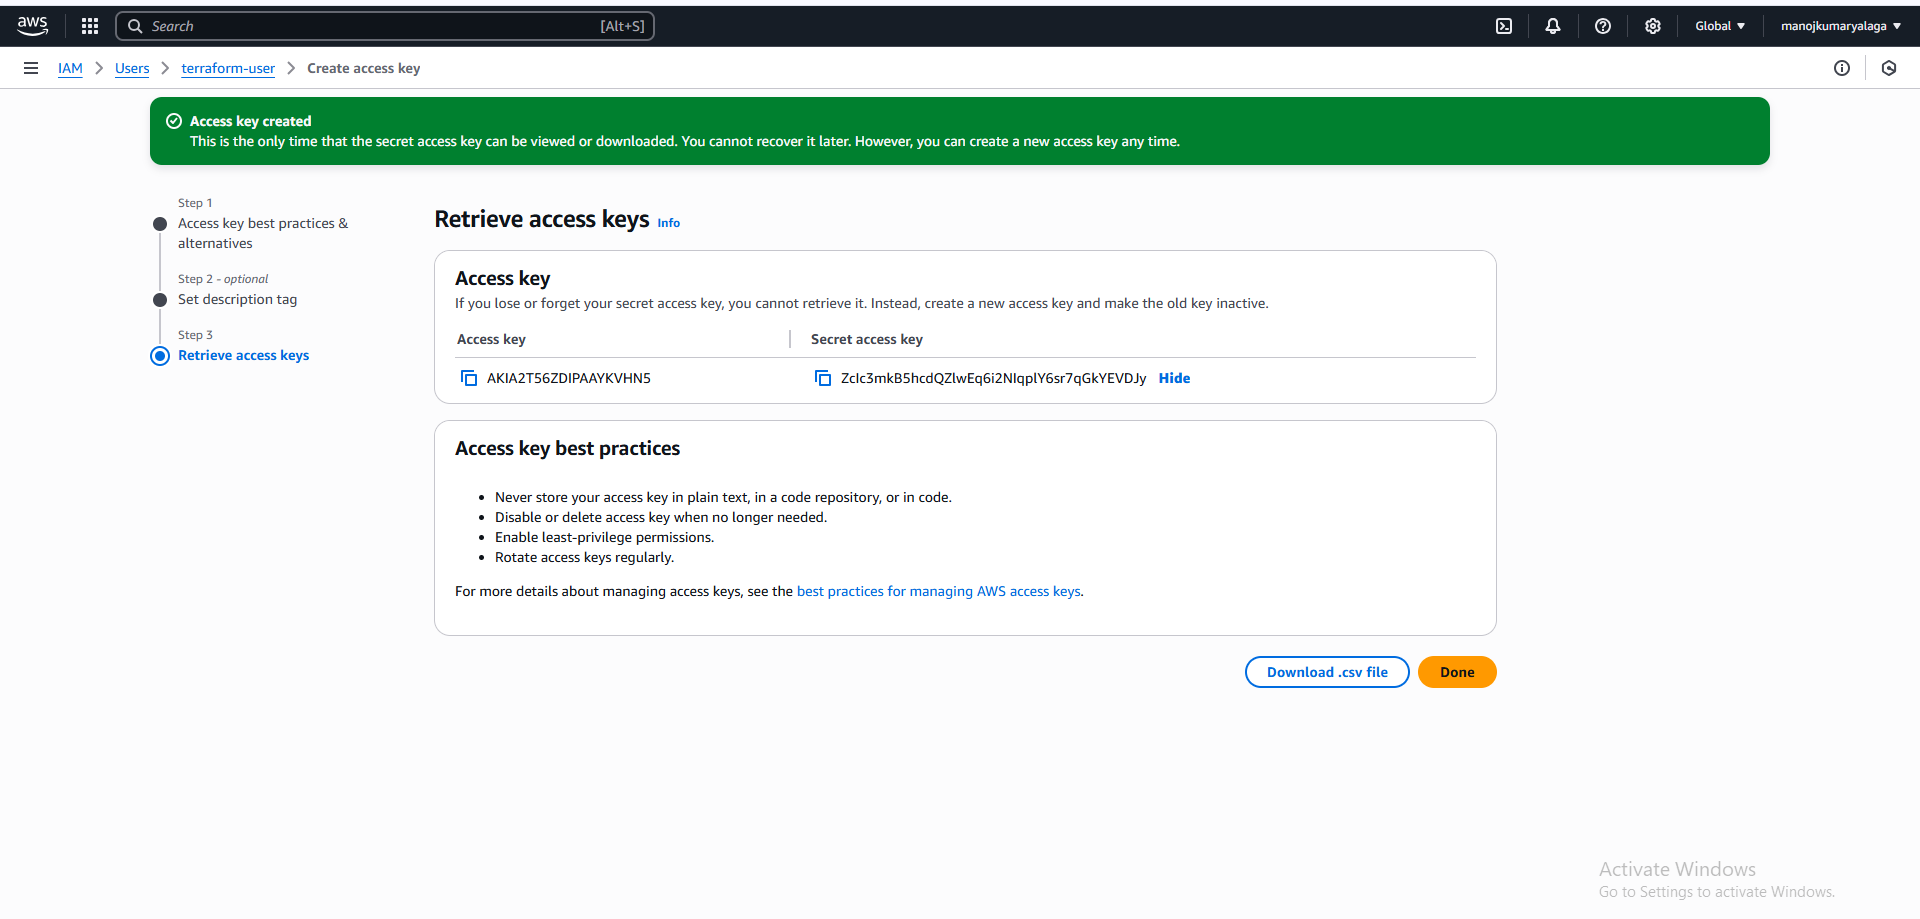 aws
Search [Alt+S]
Global
manojkumaryalaga
IAM > Users > terraform-user > Create access key
Access key created
This is the only time that the secret access key can be viewed or downloaded. You cannot recover it later. However, you can create a new access key any time.
Step 1
Access key best practices &
alternatives
Step 2 - optional
Set description tag
Step 3
Retrieve access keys
Retrieve access keys Info
Access key
If you lose or forget your secret access key, you cannot retrieve it. Instead, create a new access key and make the old key inactive.
Access key
Secret access key
AKIA2T56ZDIPAAYKVHN5
Hide
Access key best practices
• Never store your access key in plain text, in a code repository, or in code.
• Disable or delete access key when no longer needed.
• Enable least-privilege permissions.
• Rotate access keys regularly.
For more details about managing access keys, see the best practices for managing AWS access keys.
Download .csv file
Done
Activate Windows
Go to Settings to activate Windows.